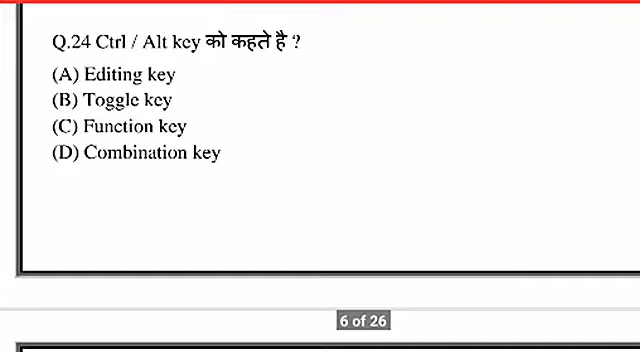 Q.24 Ctrl / Alt key को कहते है ?
(A) Editing key
(B) Toggle key
(C) Function key
(D) Combination key
6 of 26